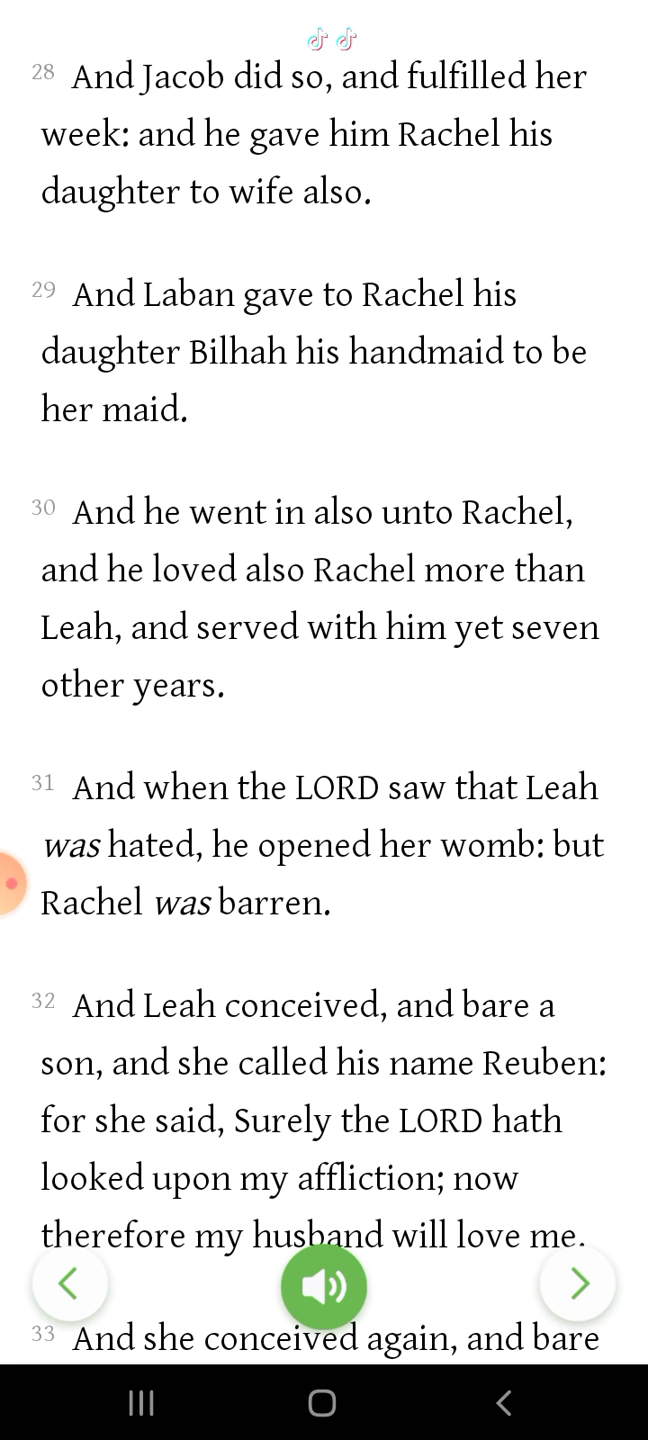 28 And Jacob did so, and fulfilled her
week: and he gave him Rachel his
daughter to wife also.
29 And Laban gave to Rachel his
daughter Bilhah his handmaid to be
her maid.
30 And he went in also unto Rachel,
and he loved also Rachel more than
Leah, and served with him yet seven
other years.
31 And when the LORD saw that Leah
was hated, he opened her womb: but
Rachel was barren.
32 And Leah conceived, and bare a
son, and she called his name Reuben:
for she said, Surely the LORD hath
looked upon my affliction; now
therefore my husband will love me.
33 And she conceived again, and bare